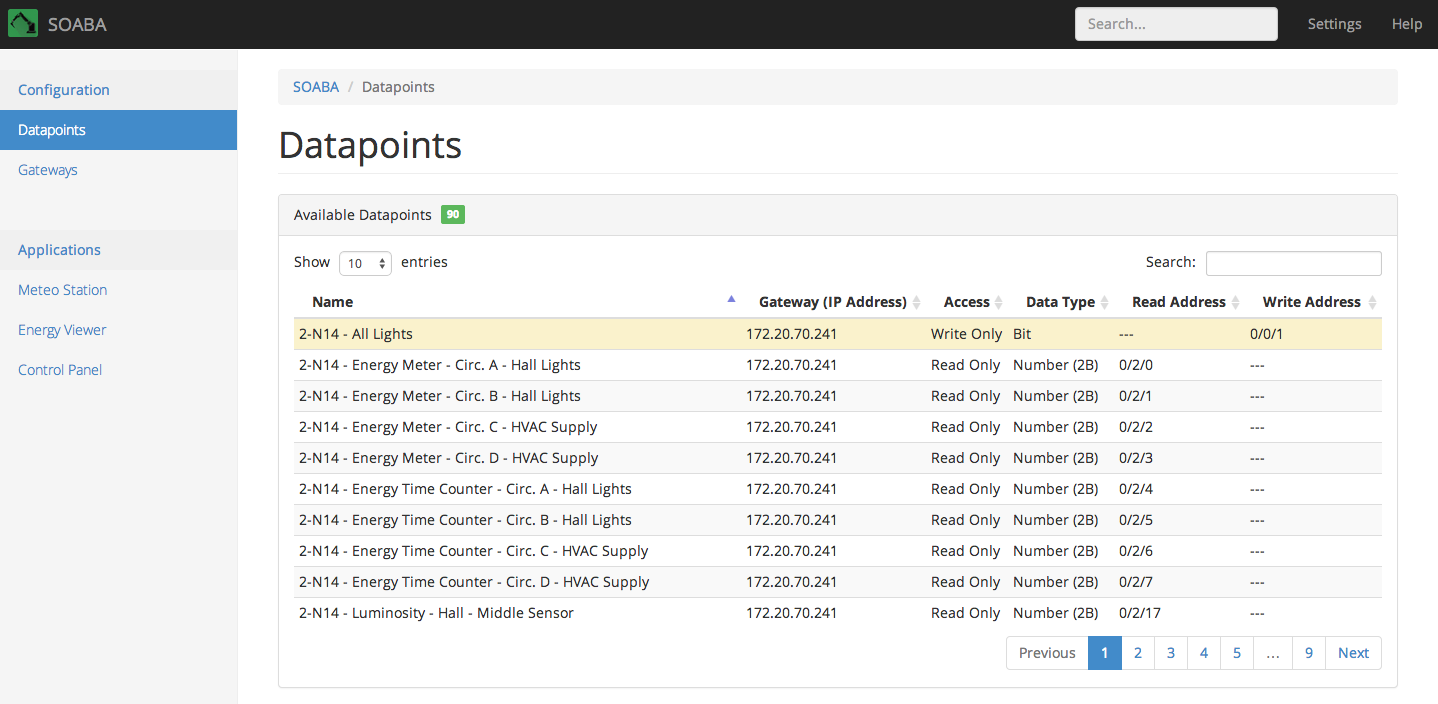 SOABA Search... Settings Help
Configuration
Datapoints
Gateways
Applications
Meteo Station
Energy Viewer
Control Panel
SOABA / Datapoints
Datapoints
Available Datapoints 90
Show 10 entries Search:
Name Gateway (IP Address) Access Data Type Read Address Write Address
2-N14 - All Lights 172.20.70.241 Write Only Bit --- 0/0/1
2-N14 - Energy Meter - Circ. A - Hall Lights 172.20.70.241 Read Only Number (2B) 0/2/0 ---
2-N14 - Energy Meter - Circ. B - Hall Lights 172.20.70.241 Read Only Number (2B) 0/2/1 ---
2-N14 - Energy Meter - Circ. C - HVAC Supply 172.20.70.241 Read Only Number (2B) 0/2/2 ---
2-N14 - Energy Meter - Circ. D - HVAC Supply 172.20.70.241 Read Only Number (2B) 0/2/3 ---
2-N14 - Energy Time Counter - Circ. A - Hall Lights 172.20.70.241 Read Only Number (2B) 0/2/4 ---
2-N14 - Energy Time Counter - Circ. B - Hall Lights 172.20.70.241 Read Only Number (2B) 0/2/5 ---
2-N14 - Energy Time Counter - Circ. C - HVAC Supply 172.20.70.241 Read Only Number (2B) 0/2/6 ---
2-N14 - Energy Time Counter - Circ. D - HVAC Supply 172.20.70.241 Read Only Number (2B) 0/2/7 ---
2-N14 - Luminosity - Hall - Middle Sensor 172.20.70.241 Read Only Number (2B) 0/2/17 ---
Previous 1 2 3 4 5 ... 9 Next